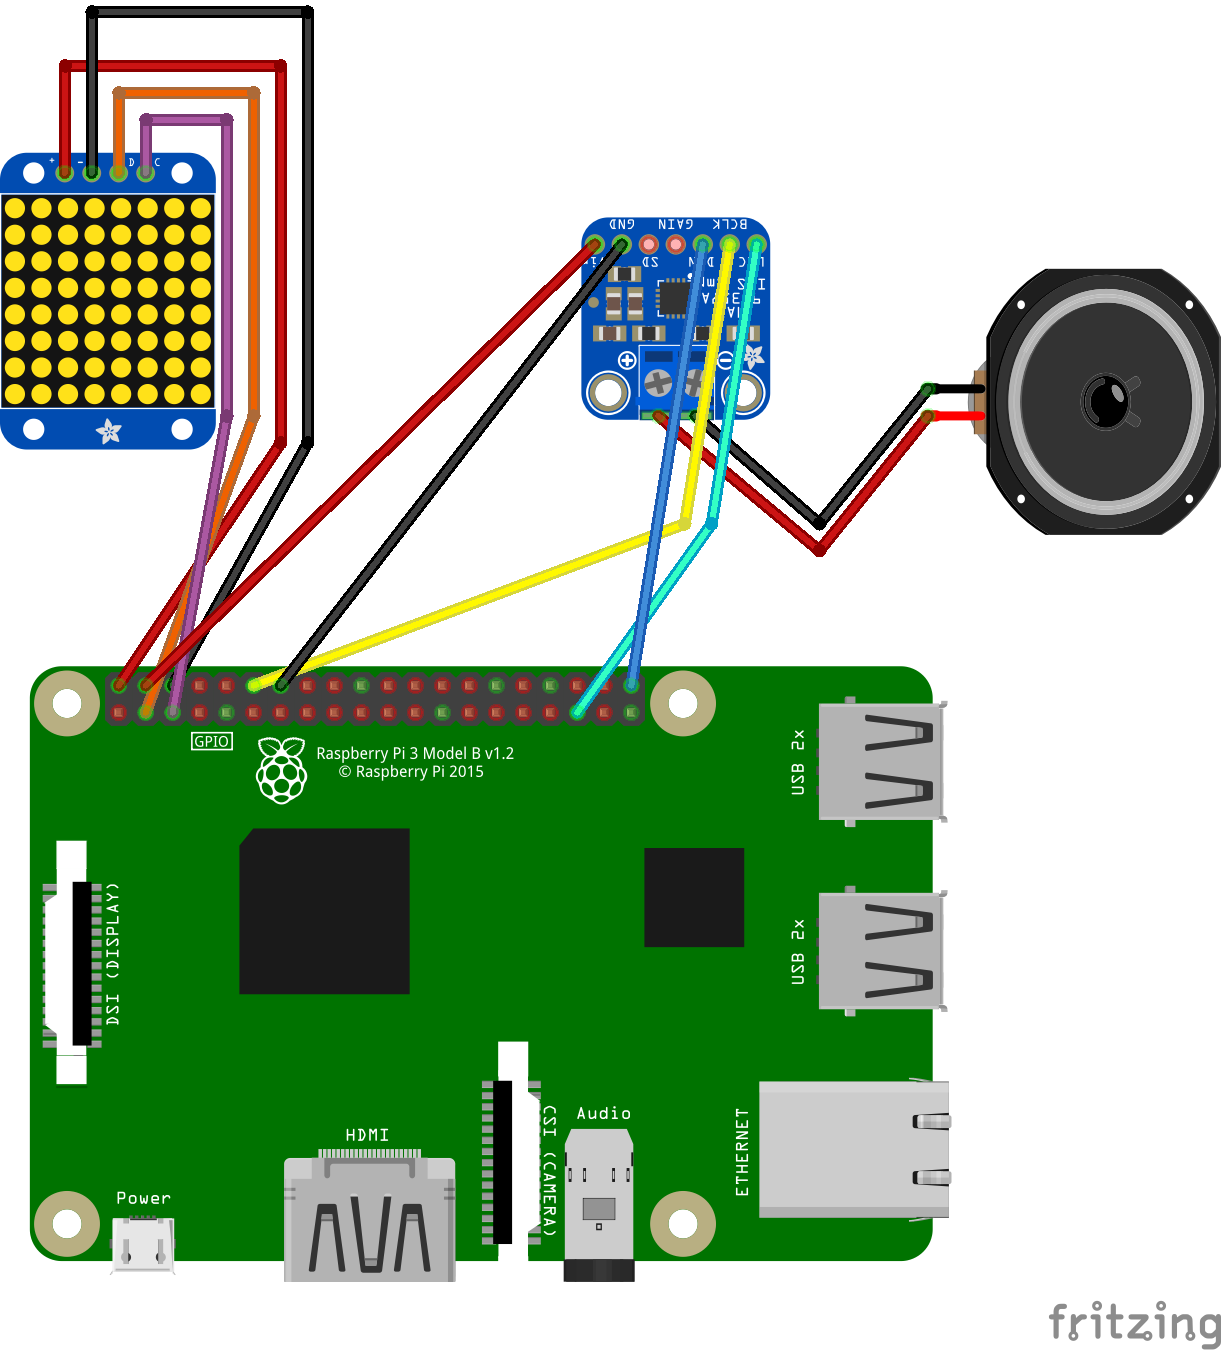 + - D C
GND GAIN BCLK
SD
GPIO
Raspberry Pi 3 Model B v1.2
© Raspberry Pi 2015
USB 2x
DSI (DISPLAY)
USB 2x
CSI (CAMERA)
Audio
ETHERNET
HDMI
Power
fritzing